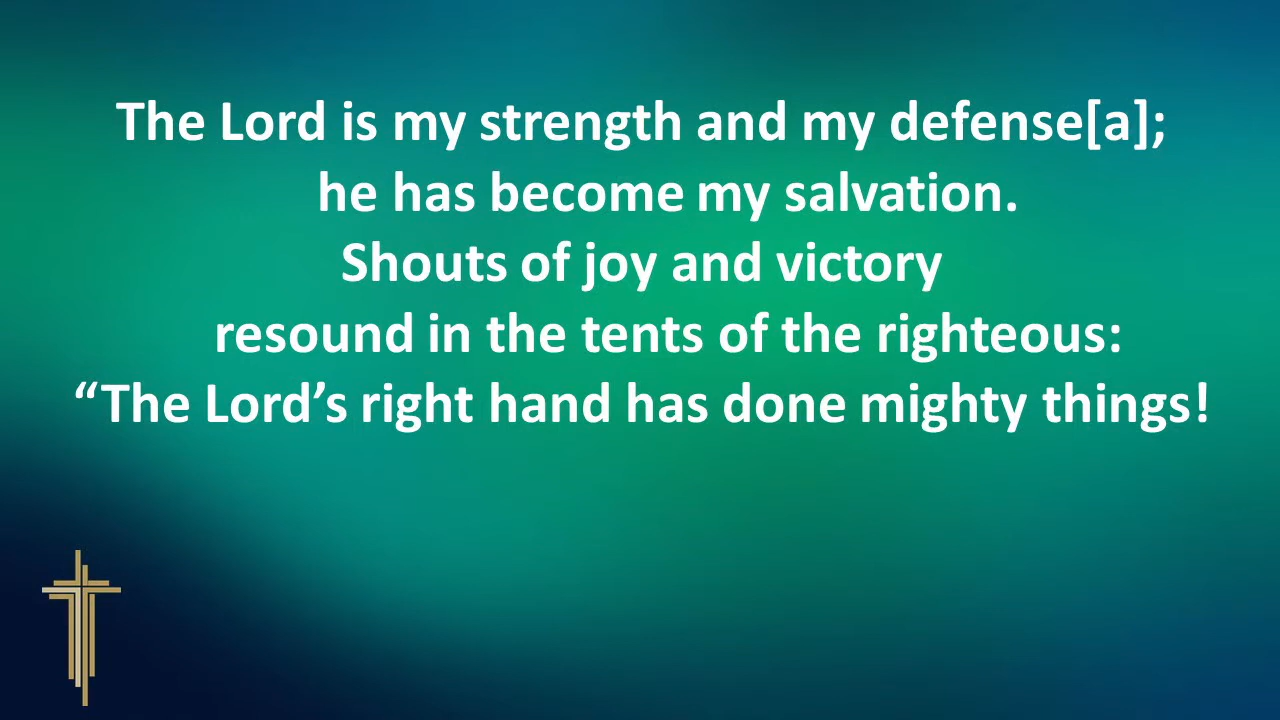 The Lord is my strength and my defense[a];
he has become my salvation.
Shouts of joy and victory
resound in the tents of the righteous:
“The Lord’s right hand has done mighty things!